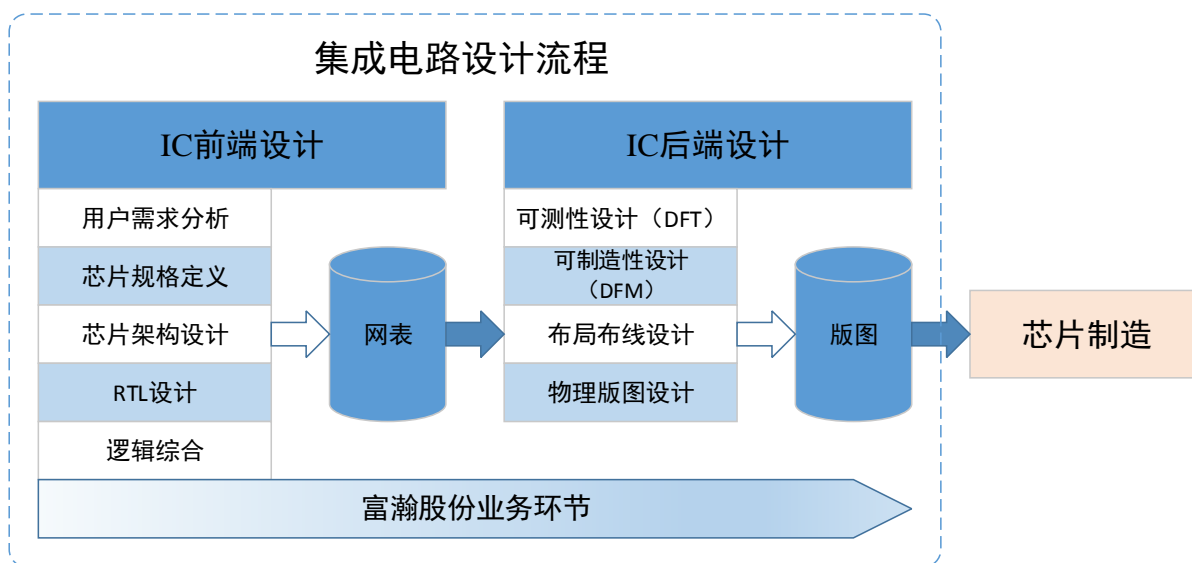 集成电路设计流程
IC前端设计
用户需求分析
芯片规格定义
芯片架构设计
RTL设计
逻辑综合
网表
IC后端设计
可测性设计（DFT）
可制造性设计
（DFM）
布局布线设计
物理版图设计
版图
芯片制造
富瀚股份业务环节